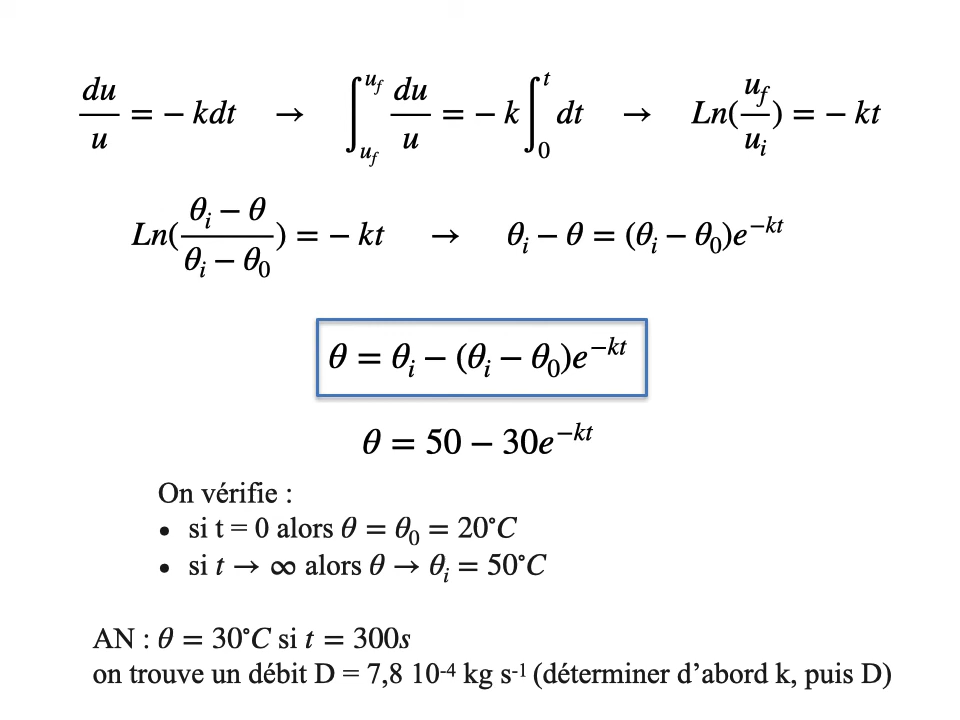 du/u = − kdt → ∫_{u_f}^{u_f} du/u = − k ∫_0^t dt → Ln(u_f/u_i) = − kt
Ln((θ_i − θ)/(θ_i − θ_0)) = − kt → θ_i − θ = (θ_i − θ_0)e^{−kt}
θ = θ_i − (θ_i − θ_0)e^{−kt}
θ = 50 − 30e^{−kt}
On vérifie :
• si t = 0 alors θ = θ_0 = 20°C
• si t → ∞ alors θ → θ_i = 50°C
AN : θ = 30°C si t = 300s
on trouve un débit D = 7,8 10^{-4} kg s^{-1} (déterminer d’abord k, puis D)